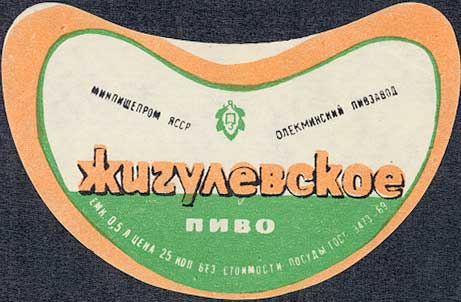 МИНПИЩЕПРОМ ЯССР
ОЛЕКМИНСКИЙ ПИВЗАВОД
Жигулевское
ПИВО
ЕМК 0,5 Л ЦЕНА 25 КОП БЕЗ СТОИМОСТИ ПОСУДЫ ГОСТ 3473-69